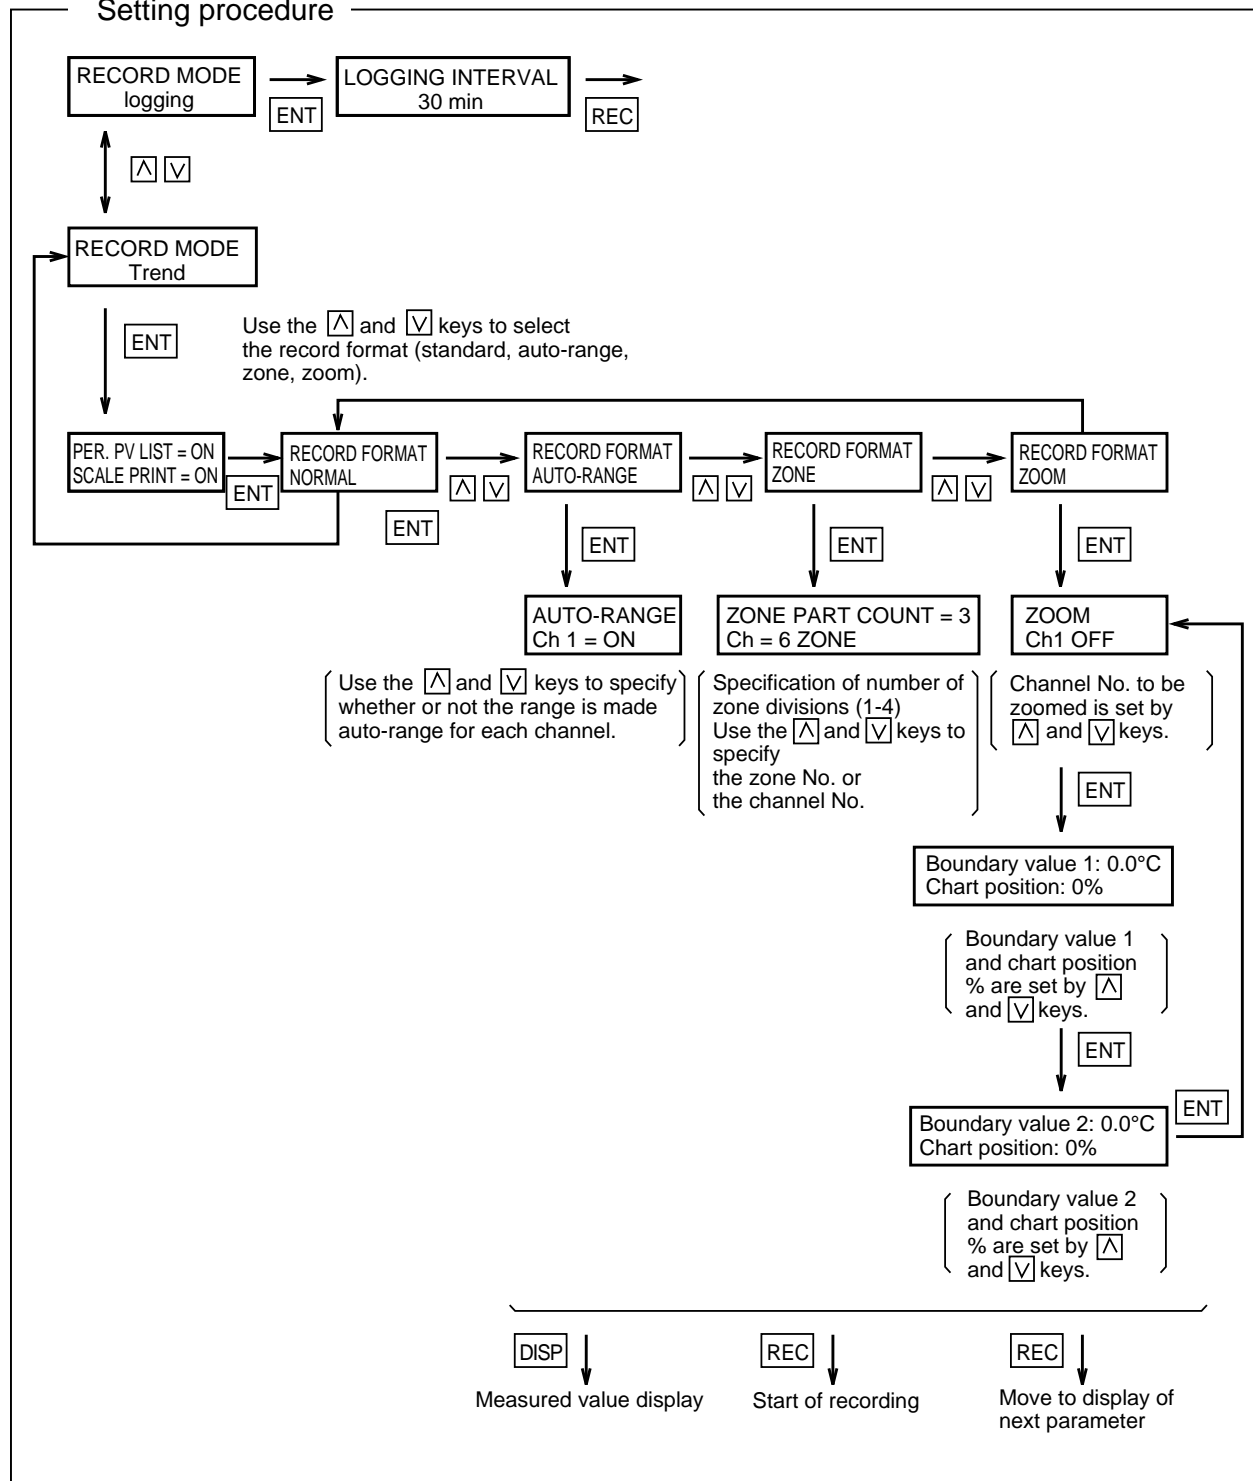 Setting procedure
RECORD MODE
logging
ENT
LOGGING INTERVAL
30 min
REC
∧ ∨
RECORD MODE
Trend
ENT
Use the ∧ and ∨ keys to select
the record format (standard, auto-range,
zone, zoom).
PER. PV LIST = ON
SCALE PRINT = ON
ENT
RECORD FORMAT
NORMAL
ENT
∧ ∨
RECORD FORMAT
AUTO-RANGE
∧ ∨
RECORD FORMAT
ZONE
∧ ∨
RECORD FORMAT
ZOOM
ENT
ENT
ENT
AUTO-RANGE
Ch 1 = ON
Use the ∧ and ∨ keys to specify
whether or not the range is made
auto-range for each channel.
ZONE PART COUNT = 3
Ch = 6 ZONE
Specification of number of
zone divisions (1-4)
Use the ∧ and ∨ keys to
specify
the zone No. or
the channel No.
ZOOM
Ch1 OFF
Channel No. to be
zoomed is set by
∧ and ∨ keys.
ENT
Boundary value 1: 0.0°C
Chart position: 0%
Boundary value 1
and chart position
% are set by ∧
and ∨ keys.
ENT
Boundary value 2: 0.0°C
Chart position: 0%
ENT
Boundary value 2
and chart position
% are set by ∧
and ∨ keys.
DISP
Measured value display
REC
Start of recording
REC
Move to display of
next parameter